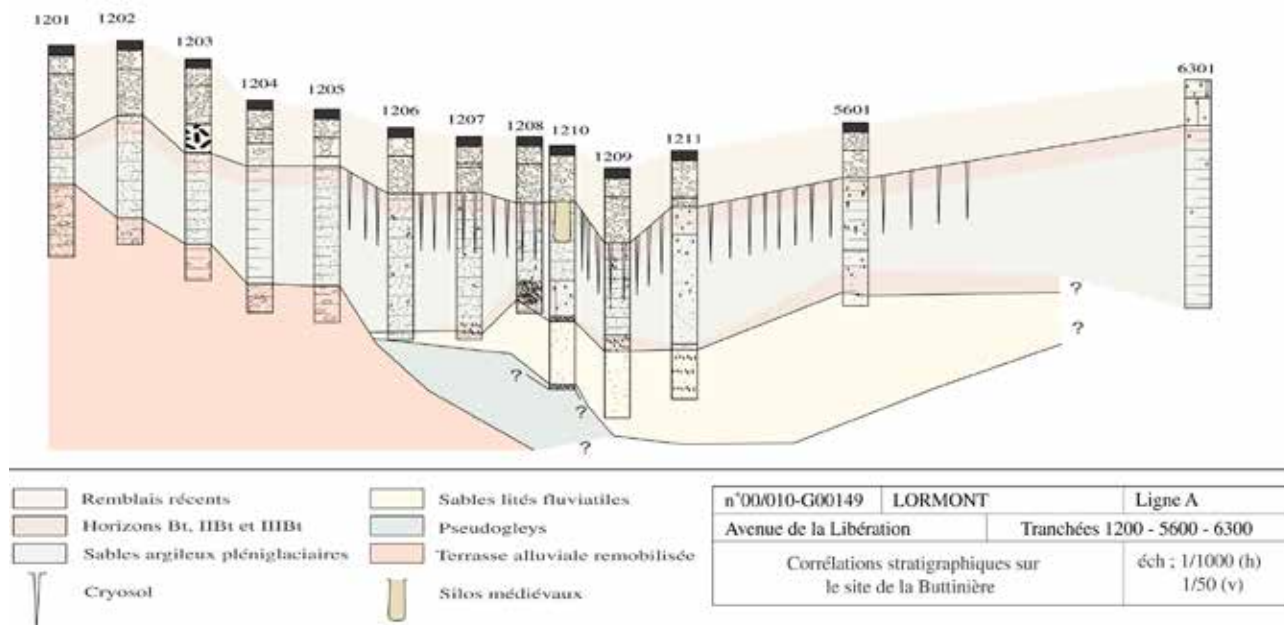 1201
1202
1203
1204
1205
1206
1207
1208
1210
1209
1211
5601
6301
?
?
?
?
?
Remblais récents
Horizons Bt, IIBt et IIIBt
Sables argileux pléniglaciaires
Cryosol
Sables lités fluviatiles
Pseudogleys
Terrasse alluviale remobilisée
Silos médiévaux
n°00/010-G00149 LORMONT Ligne A
Avenue de la Libération Tranchées 1200 - 5600 - 6300
Corrélations stratigraphiques sur
le site de la Buttinière
éch ; 1/1000 (h)
1/50 (v)